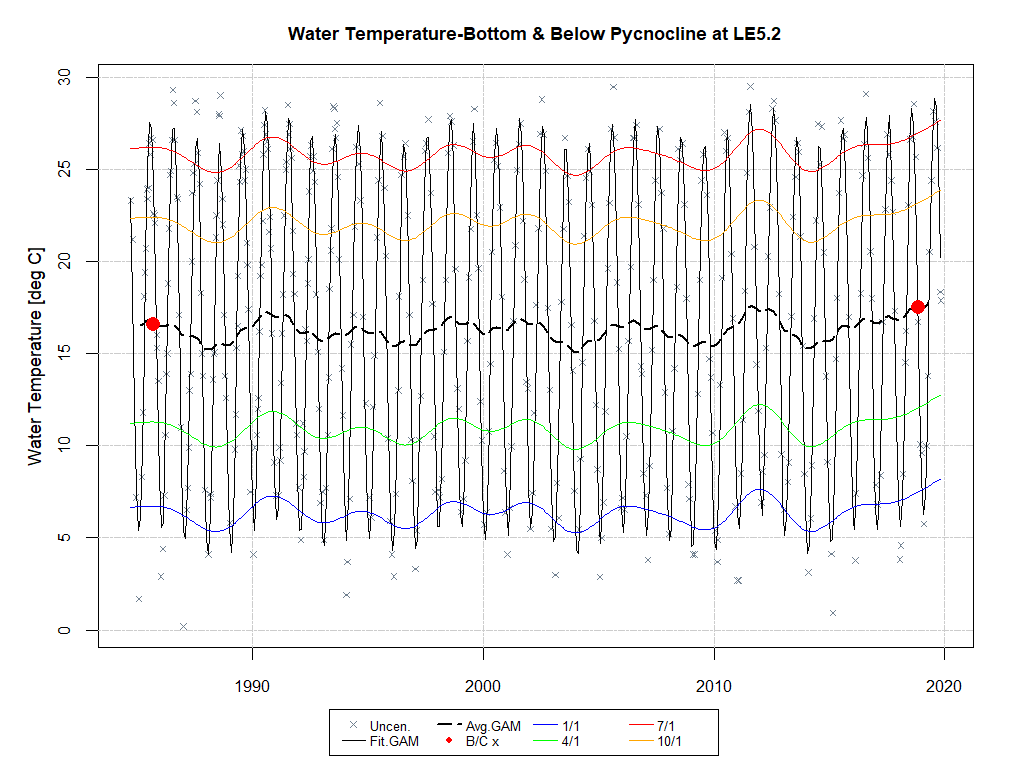 Water Temperature-Bottom & Below Pycnocline at LE5.2
Water Temperature [deg C]
30
25
20
15
10
5
0
1990 2000 2010 2020
Uncen. Avg.GAM 1/1 7/1
Fit.GAM B/C x 4/1 10/1